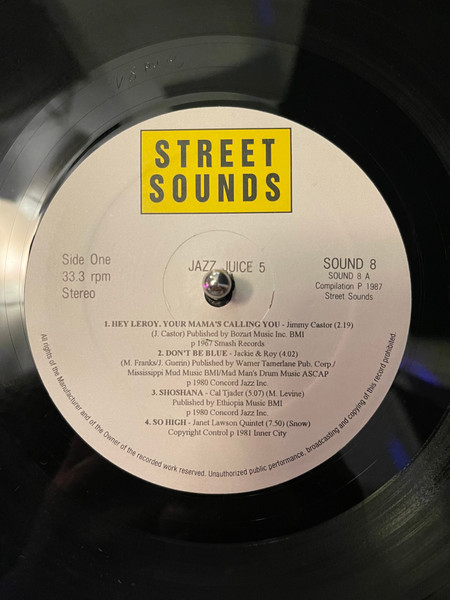 STREET
SOUNDS
Side One
33.3 rpm
Stereo
JAZZ JUICE 5
SOUND 8
SOUND 8 A
Compilation P 1987
Street Sounds
1. HEY LEROY. YOUR MAMA'S CALLING YOU - Jimmy Castor (2.19)
(J. Castor) Published by Bozart Music Inc. BMI
p 1967 Smash Records
2. DON'T BE BLUE - Jackie & Roy (4.02)
(M. Franks/J. Guerin) Published by Warner Tamerlane Pub. Corp./
Mississippi Mud Music BMI/Mad Man's Drum Music ASCAP
p 1980 Concord Jazz Inc.
3. SHOSHANA - Cal Tjader (5.07) (M. Levine)
Published by Ethiopia Music BMI
p 1980 Concord Jazz Inc.
4. SO HIGH - Janet Lawson Quintet (7.50) (Snow)
Copyright Control p 1981 Inner City
All rights of the Manufacturer and of the Owner of the recorded work reserved. Unauthorized public performance, broadcasting and copying of this record prohibited.